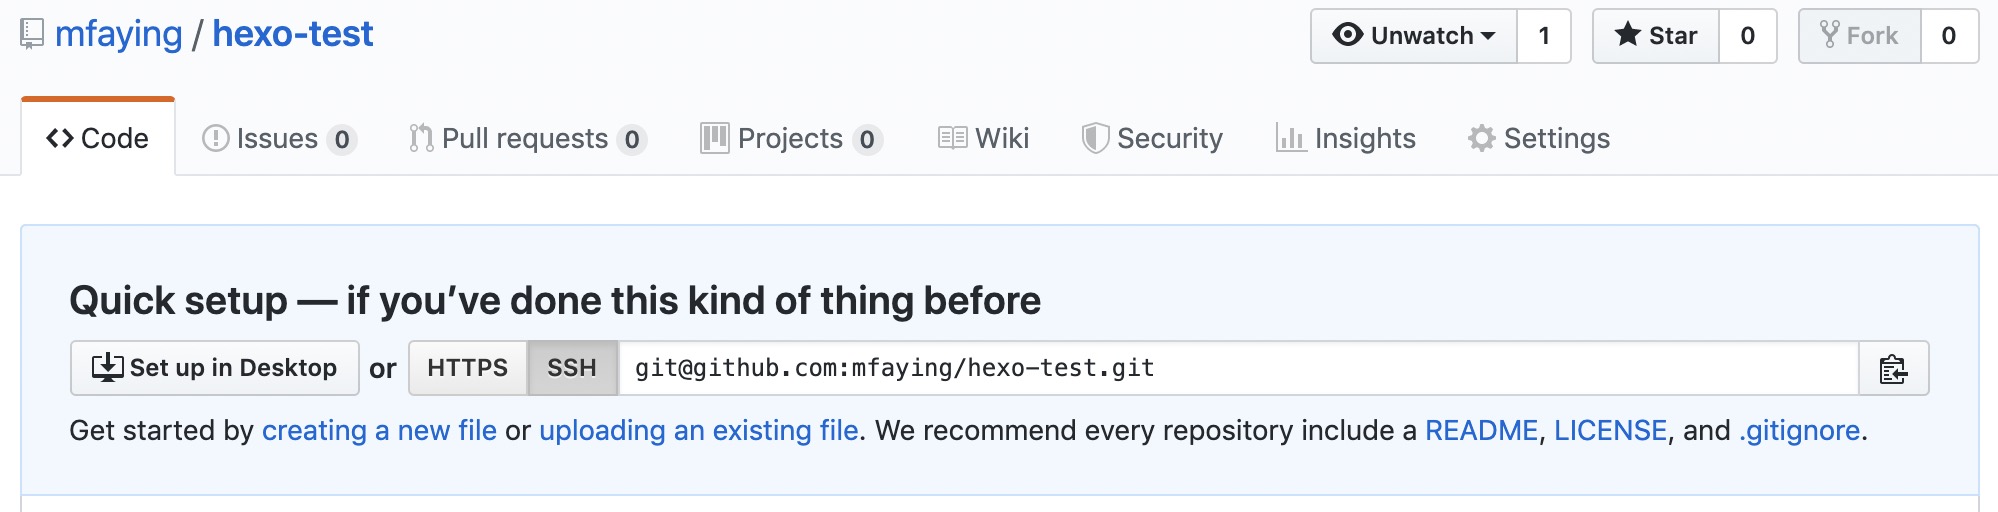 mfaying / hexo-test
Unwatch 1 Star 0 Fork 0
Code Issues 0 Pull requests 0 Projects 0 Wiki Security Insights Settings
Quick setup — if you’ve done this kind of thing before
Set up in Desktop or HTTPS SSH git@github.com:mfaying/hexo-test.git
Get started by creating a new file or uploading an existing file. We recommend every repository include a README, LICENSE, and .gitignore.